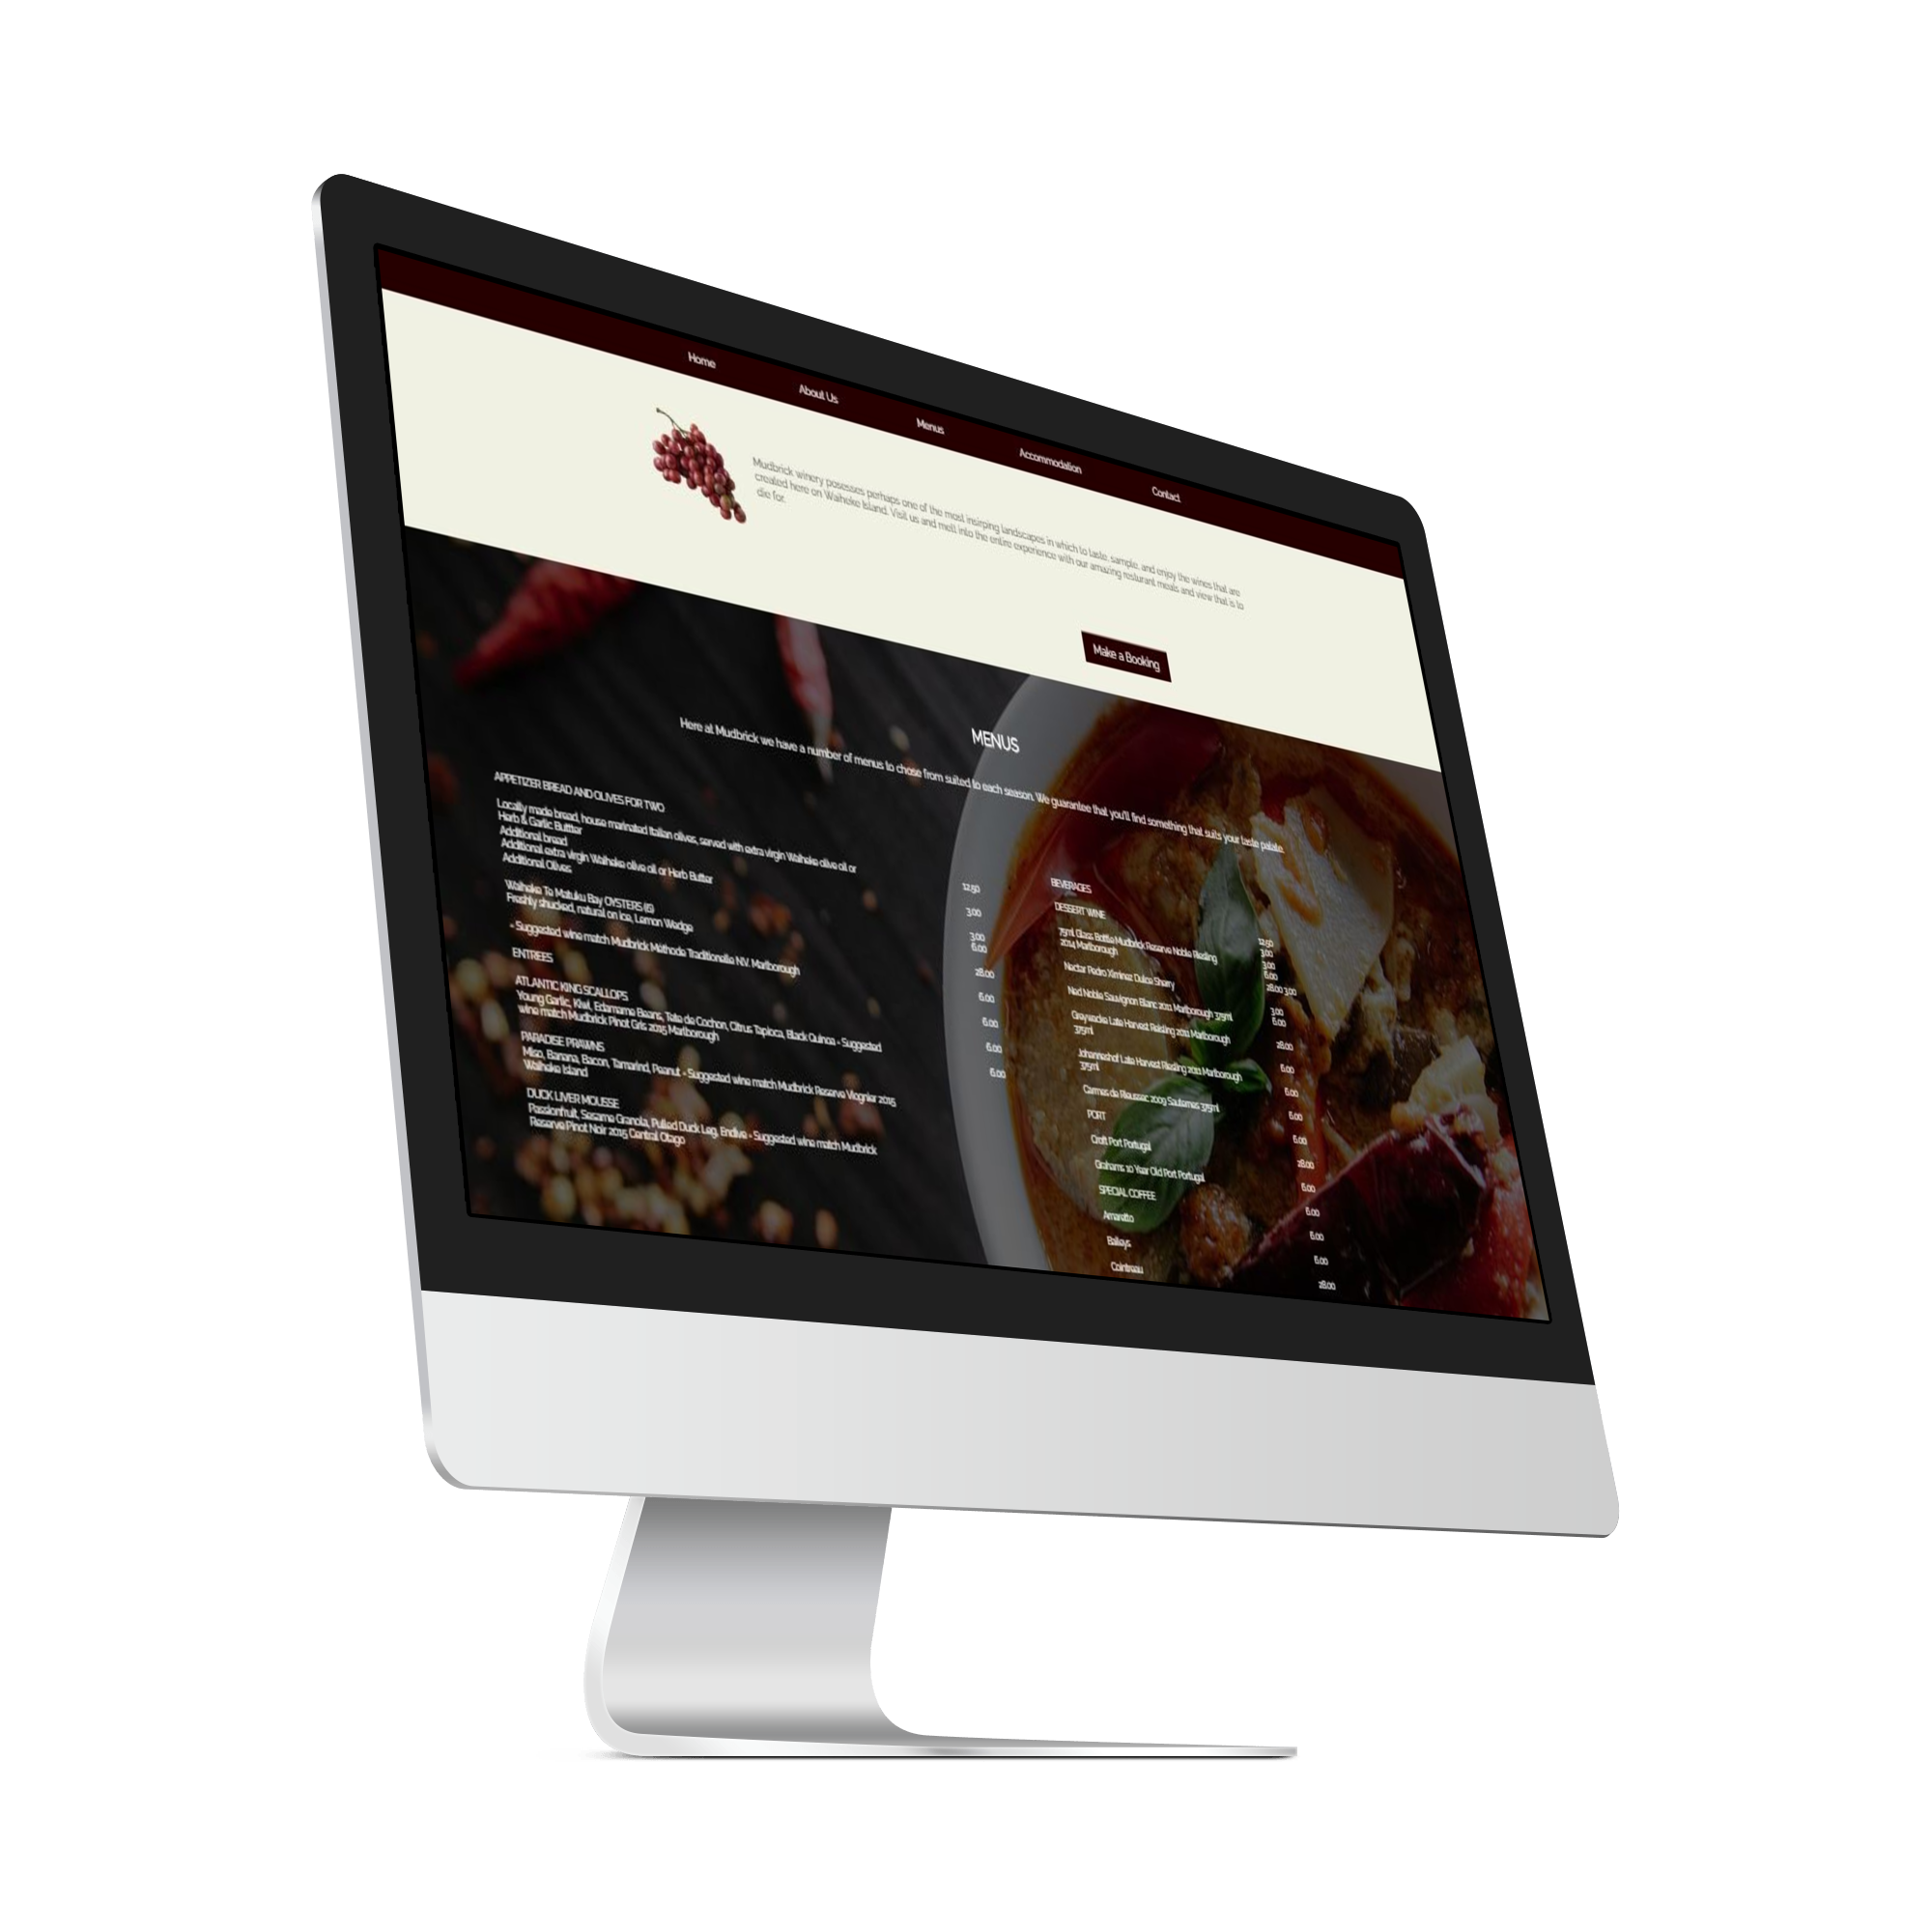 Home
About Us
Menus
Accommodation
Contact
Mudbrick winery posesses perhaps one of the most insirping landscapes in which to taste, sample, and enjoy the wines that are
created here on Waiheke Island. Visit us and melt into the entire experience with our amazing resturant meals and view that is to
die for.
Make a Booking
MENUS
Here at Mudbrick we have a number of menus to chose from suited to each season. We guarantee that you'll find something that suits your taste palate.
APPETIZER BREAD AND OLIVES FOR TWO
Locally made bread, house marinated Italian olives, served with extra virgin Waiheke olive oil or
Herb & Garlic Buttter
Additional bread
Additional extra virgin Waiheke olive oil or Herb Butter
Additional Olives
Waiheke Te Matuku Bay OYSTERS (6)
Freshly shucked, natural on ice, Lemon Wedge
- Suggested wine match Mudbrick Méthode Traditionelle N.V. Marlborough
ENTREES
ATLANTIC KING SCALLOPS
Young Garlic, Kiwi, Edamame Beans, Tete de Cochon, Citrus Tapioca, Black Quinoa - Suggested
wine match Mudbrick Pinot Gris 2015 Marlborough
PARADISE PRAWNS
Miso, Banana, Bacon, Tamarind, Peanut - Suggested wine match Mudbrick Reserve Viognier 2015
Waiheke Island
DUCK LIVER MOUSSE
Passionfruit, Sesame Granola, Pulled Duck Leg, Endive - Suggested wine match Mudbrick
Reserve Pinot Noir 2015 Central Otago
12.50
3.00
3.00
6.00
28.00
6.00
6.00
6.00
6.00
BEVERAGES
DESSERT WINE
75ml Glass Bottle Mudbrick Reserve Noble Riesling
2014 Marlborough
Nectar Pedro Ximinez Dulce Sherry
Ned Noble Sauvignon Blanc 2011 Marlborough 375ml
Greywacke Late Harvest Reisling 2011 Marlborough
375ml
Johanneshof Late Harvest Riesling 2011 Marlborough
375ml
Carmes de Rieussec 2009 Sauternes 375ml
PORT
Croft Port Portugal
Grahams 10 Year Old Port Portugal
SPECIAL COFFEE
Amaretto
Baileys
Cointreau
12.50
3.00
3.00
6.00
28.00 3.00
3.00
6.00
28.00
6.00
6.00
6.00
6.00
28.00
6.00
6.00
6.00
6.00
28.00